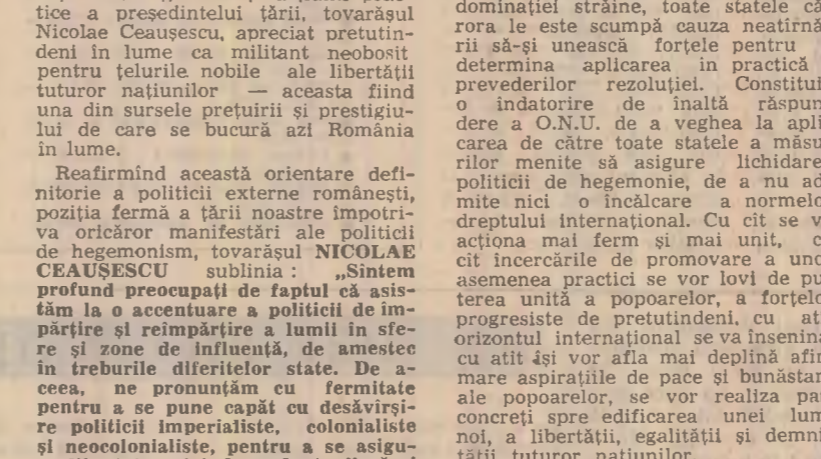 tice a președintelui țării, tovarășul
Nicolae Ceaușescu, apreciat pretutin-
deni în lume ca militant neobosit
pentru țelurile nobile ale libertății
tuturor națiunilor — aceasta fiind
una din sursele prețuirii și prestigiu-
lui de care se bucură azi România
în lume.
Reafirmînd această orientare defi-
nitorie a politicii externe românești,
poziția fermă a țării noastre împotri-
va oricăror manifestări ale politicii
de hegemonism, tovarășul NICOLAE
CEAUȘESCU sublinia : „Sîntem
profund preocupați de faptul că asis-
tăm la o accentuare a politicii de îm-
părțire și reîmpărțire a lumii în sfe-
re și zone de influență, de amestec
în treburile diferitelor state. De a-
ceea, ne pronunțăm cu fermitate
pentru a se pune capăt cu desăvîrși-
re politicii imperialiste, colonialiste
și neocolonialiste, pentru a se asigu-
dominației străine, toate statele că
rora le este scumpă cauza neatîrnă
rii să-și unească forțele pentru
determina aplicarea în practică
prevederilor rezoluției. Constitui
o îndatorire de înaltă răspun
dere a O.N.U. de a veghea la apli
carea de către toate statele a măsu
rilor menite să asigure lichidare
politicii de hegemonie, de a nu ad
mite nici o încălcare a normelo
dreptului internațional. Cu cît se v
acționa mai ferm și mai unit, c
cît încercările de promovare a uno
asemenea practici se vor lovi de pu
terea unită a popoarelor, a forțelo
progresiste de pretutindeni, cu atî
orizontul internațional se va însenina
cu atît își vor afla mai deplină afir
mare aspirațiile de pace și bunăstar
ale popoarelor, se vor realiza pa
concreți spre edificarea unei lum
noi, a libertății, egalității și demni
tății tuturor națiunilor